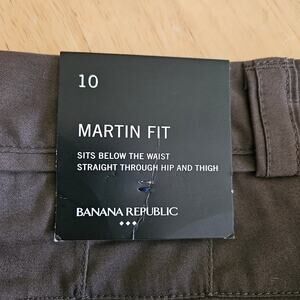 10
MARTIN FIT
SITS BELOW THE WAIST
STRAIGHT THROUGH HIP AND THIGH
BANANA REPUBLIC